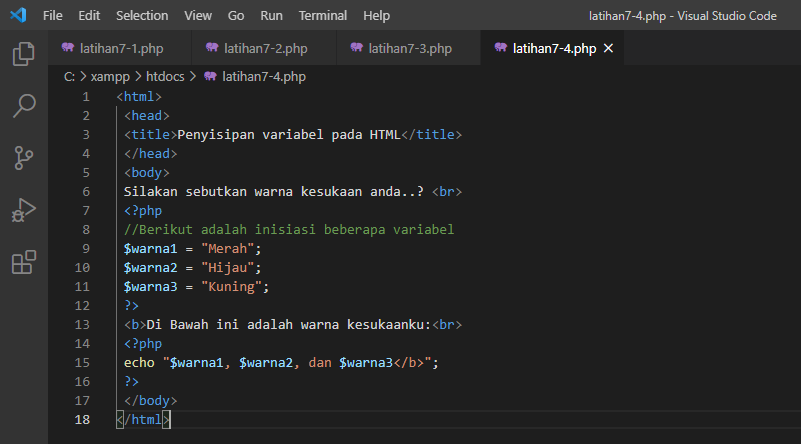 File Edit Selection View Go Run Terminal Help latihan7-4.php - Visual Studio Code
latihan7-1.php latihan7-2.php latihan7-3.php latihan7-4.php
C: > xampp > htdocs > latihan7-4.php
1 <html>
2 <head>
3 <title>Penyisipan variabel pada HTML</title>
4 </head>
5 <body>
6 Silakan sebutkan warna kesukaan anda..? <br>
7 <?php
8 //Berikut adalah inisiasi beberapa variabel
9 $warna1 = "Merah";
10 $warna2 = "Hijau";
11 $warna3 = "Kuning";
12 ?>
13 <b>Di Bawah ini adalah warna kesukaanku:<br>
14 <?php
15 echo "$warna1, $warna2, dan $warna3</b>";
16 ?>
17 </body>
18 </html>